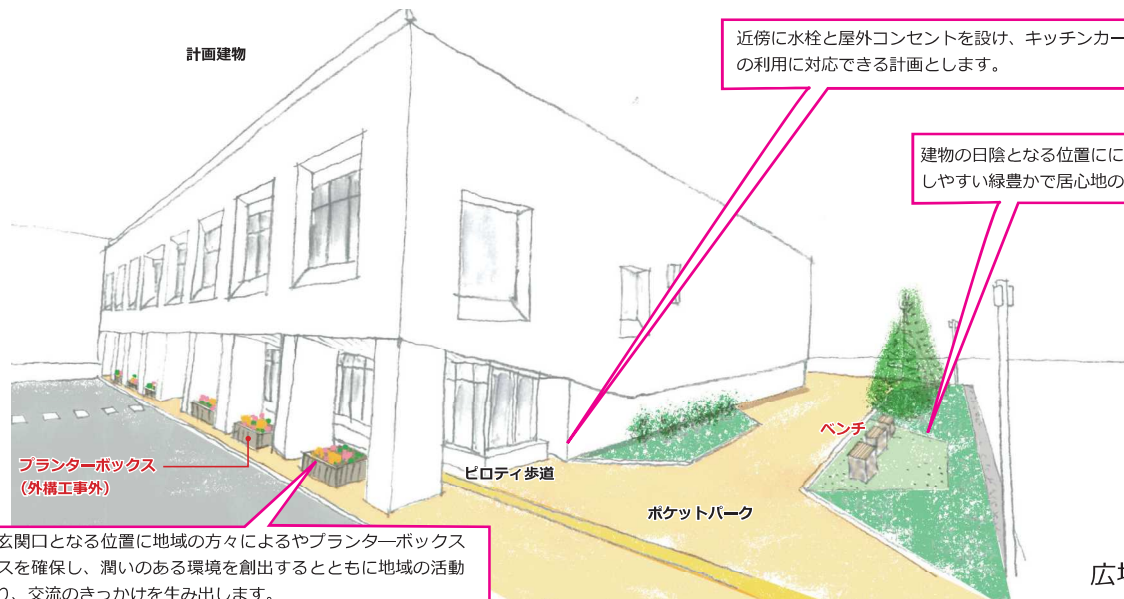 計画建物
近傍に水栓と屋外コンセントを設け、キッチンカー
の利用に対応できる計画とします。
建物の日陰となる位置にに
しやすい緑豊かで居心地の
ベンチ
プランターボックス
(外構工事外)
ピロティ歩道
ポケットパーク
玄関口となる位置に地域の方々によるやプランタ―ボックス
スを確保し、潤いのある環境を創出するとともに地域の活動
り、交流のきっかけを生み出します。
広